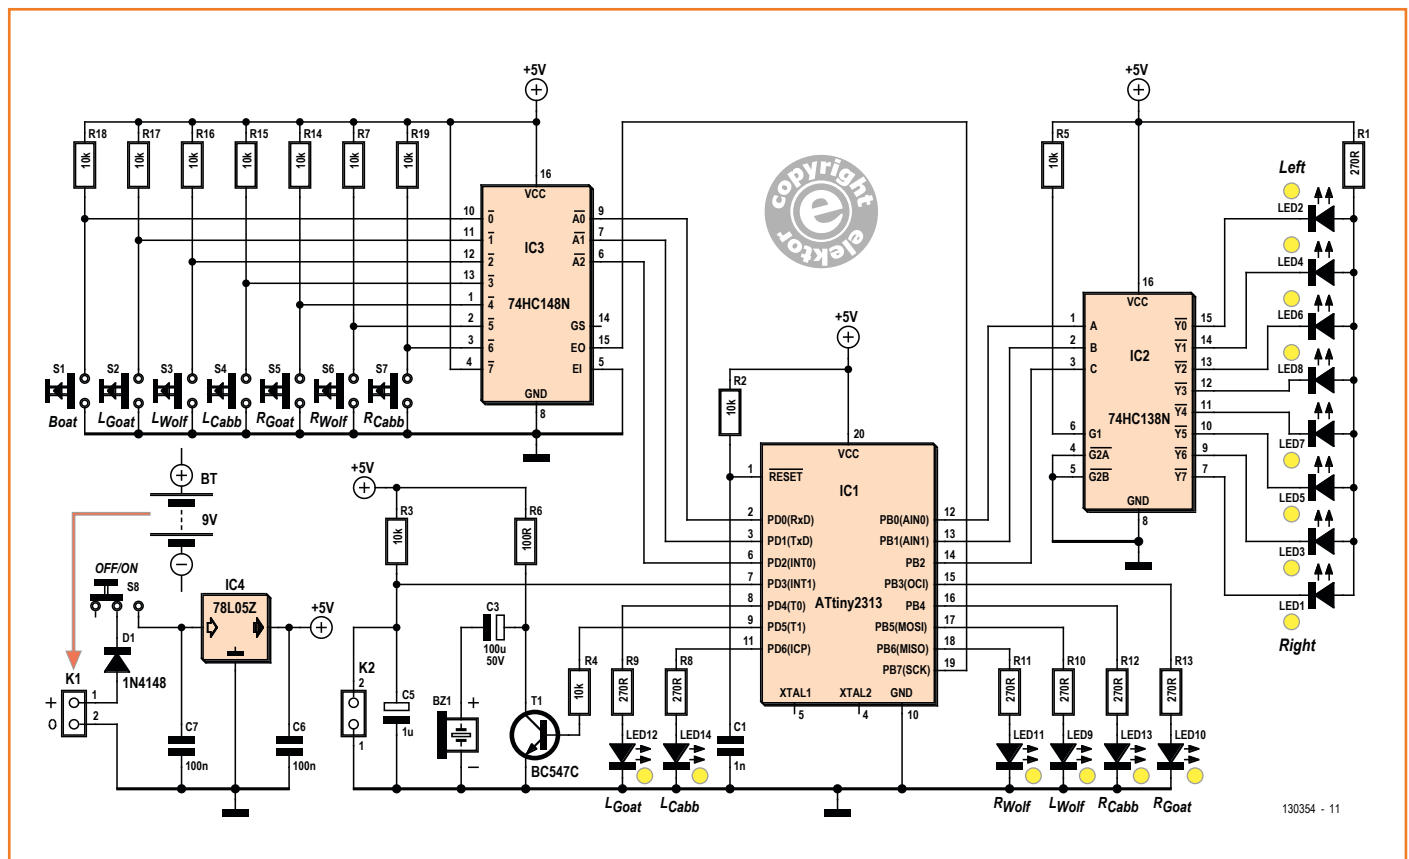 +5V
+5V
R18
R17
R16
R15
R14
R7
R19
R5
R1
10k
10k
10k
10k
10k
10k
10k
10k
270R
copyright
e
elektor
Left
16
VCC
IC3
74HC148N
10
0
11
1
12
2
13
3
1
4
2
5
3
6
4
7
A0
9
A1
7
A2
6
GS
14
EO
15
EI
5
GND
8
S1
S2
S3
S4
S5
S6
S7
Boat
LGoat
LWolf
LCabb
RGoat
RWolf
RCabb
LED2
LED4
LED6
LED8
LED7
LED5
LED3
LED1
Right
16
VCC
IC2
74HC138N
1
A
2
B
3
C
6
G1
4
G2A
5
G2B
Y0
15
Y1
14
Y2
13
Y3
12
Y4
11
Y5
10
Y6
9
Y7
7
GND
8
+5V
R2
10k
20
VCC
IC1
ATtiny2313
1
RESET
2
PD0(RxD)
3
PD1(TxD)
6
PD2(INT0)
7
PD3(INT1)
8
PD4(T0)
9
PD5(T1)
11
PD6(ICP)
PB0(AIN0)
12
PB1(AIN1)
13
PB2
14
PB3(OCI)
15
PB4
16
PB5(MOSI)
17
PB6(MISO)
18
PB7(SCK)
19
XTAL1
XTAL2
GND
5
4
10
BT
9V
OFF/ON
S8
IC4
78L05Z
+5V
D1
1N4148
K1
+
1
0
2
C7
100n
C6
100n
+5V
R3
10k
R6
100R
C3
100u
50V
K2
2
1
C5
1u
BZ1
+
–
T1
BC547C
R4
10k
R9
270R
R8
270R
LED12
LED14
LGoat
LCabb
C1
1n
R11
270R
R10
270R
R12
270R
R13
270R
LED11
LED9
LED13
LED10
RWolf
LWolf
RCabb
RGoat
130354 - 11